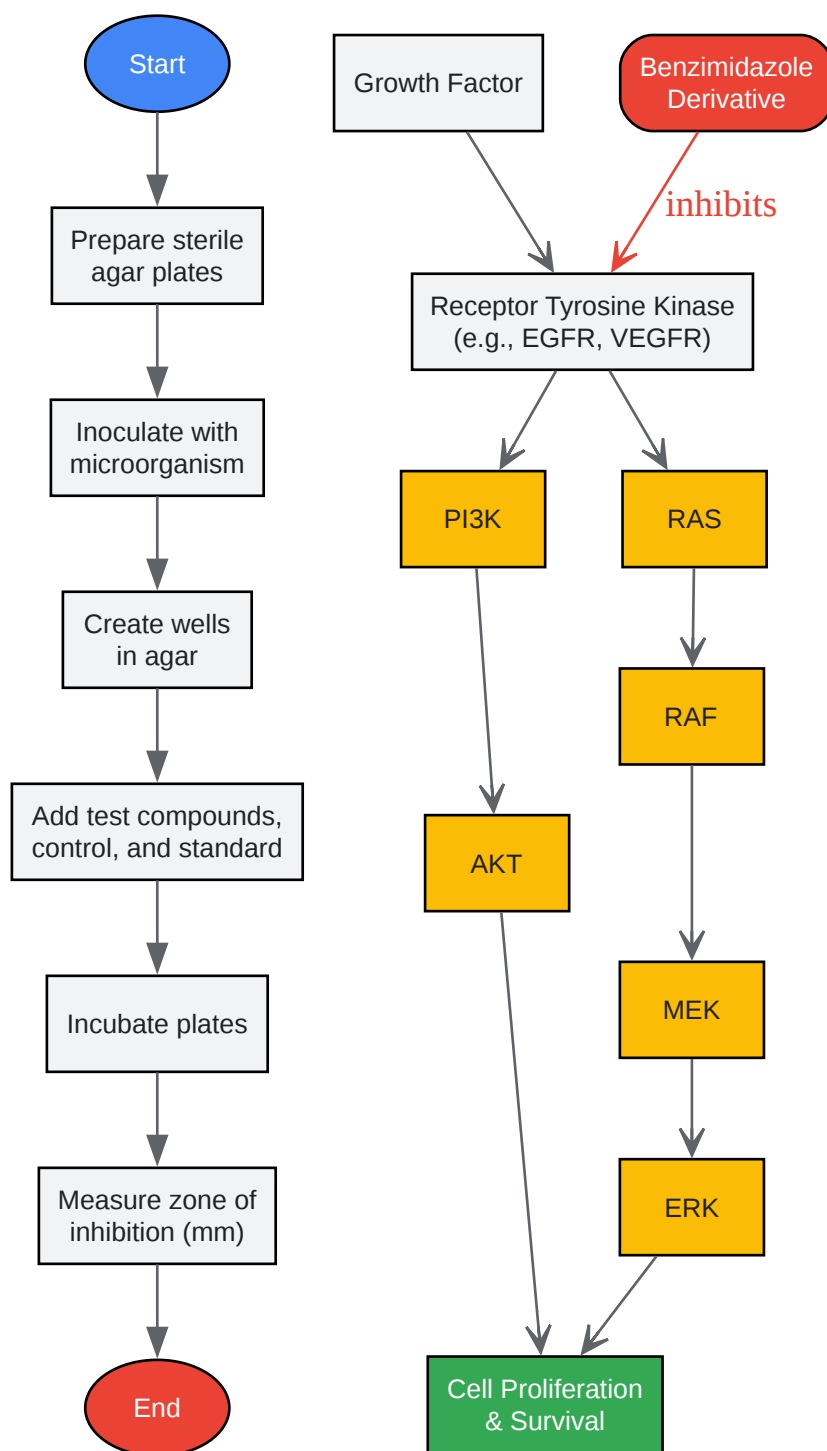 Start
Prepare sterile
agar plates
Inoculate with
microorganism
Create wells
in agar
Add test compounds,
control, and standard
Incubate plates
Measure zone of
inhibition (mm)
End
Growth Factor
Benzimidazole
Derivative
inhibits
Receptor Tyrosine Kinase
(e.g., EGFR, VEGFR)
PI3K
RAS
RAF
AKT
MEK
ERK
Cell Proliferation
& Survival